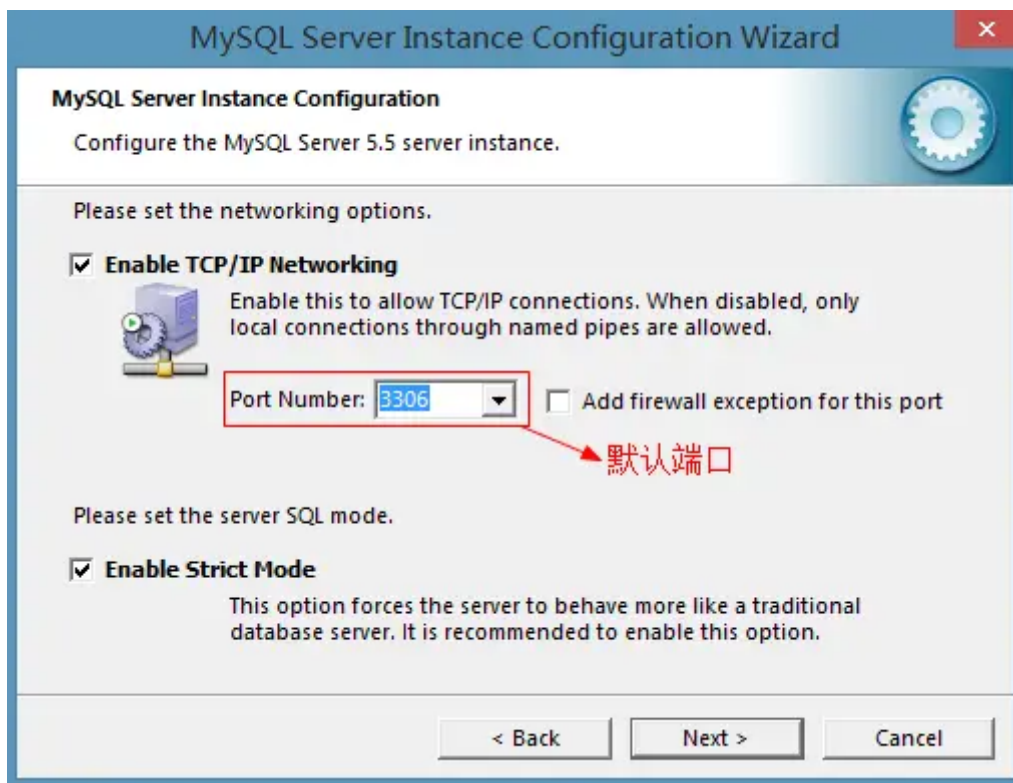 MySQL Server Instance Configuration Wizard
MySQL Server Instance Configuration
Configure the MySQL Server 5.5 server instance.
Please set the networking options.
Enable TCP/IP Networking
Enable this to allow TCP/IP connections. When disabled, only
local connections through named pipes are allowed.
Port Number: 3306 Add firewall exception for this port
默认端口
Please set the server SQL mode.
Enable Strict Mode
This option forces the server to behave more like a traditional
database server. It is recommended to enable this option.
< Back Next > Cancel